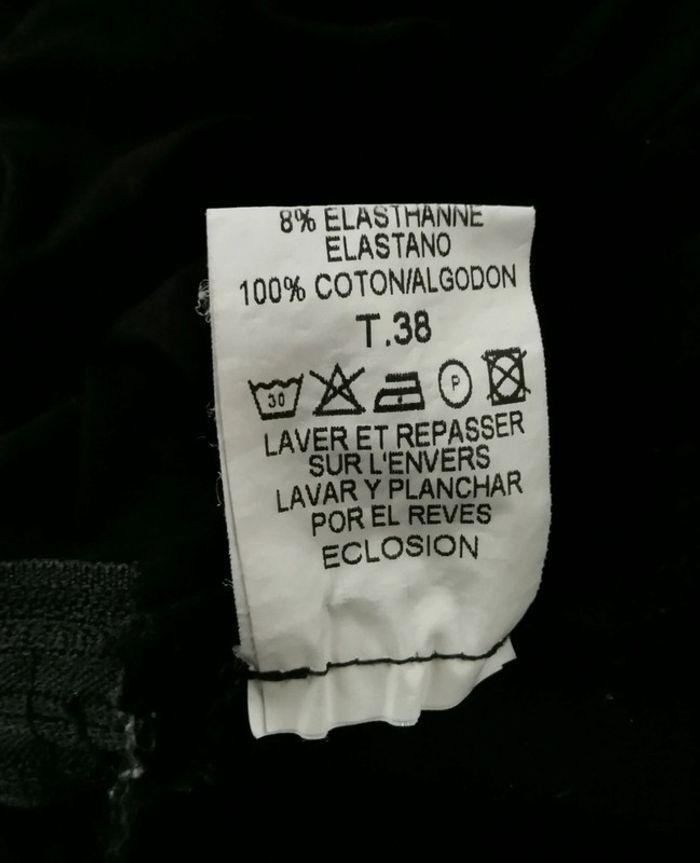 8% ELASTHANNE
ELASTANO
100% COTON/ALGODON
T.38
30 P
LAVER ET REPASSER
SUR L'ENVERS
LAVAR Y PLANCHAR
POR EL REVES
ECLOSION